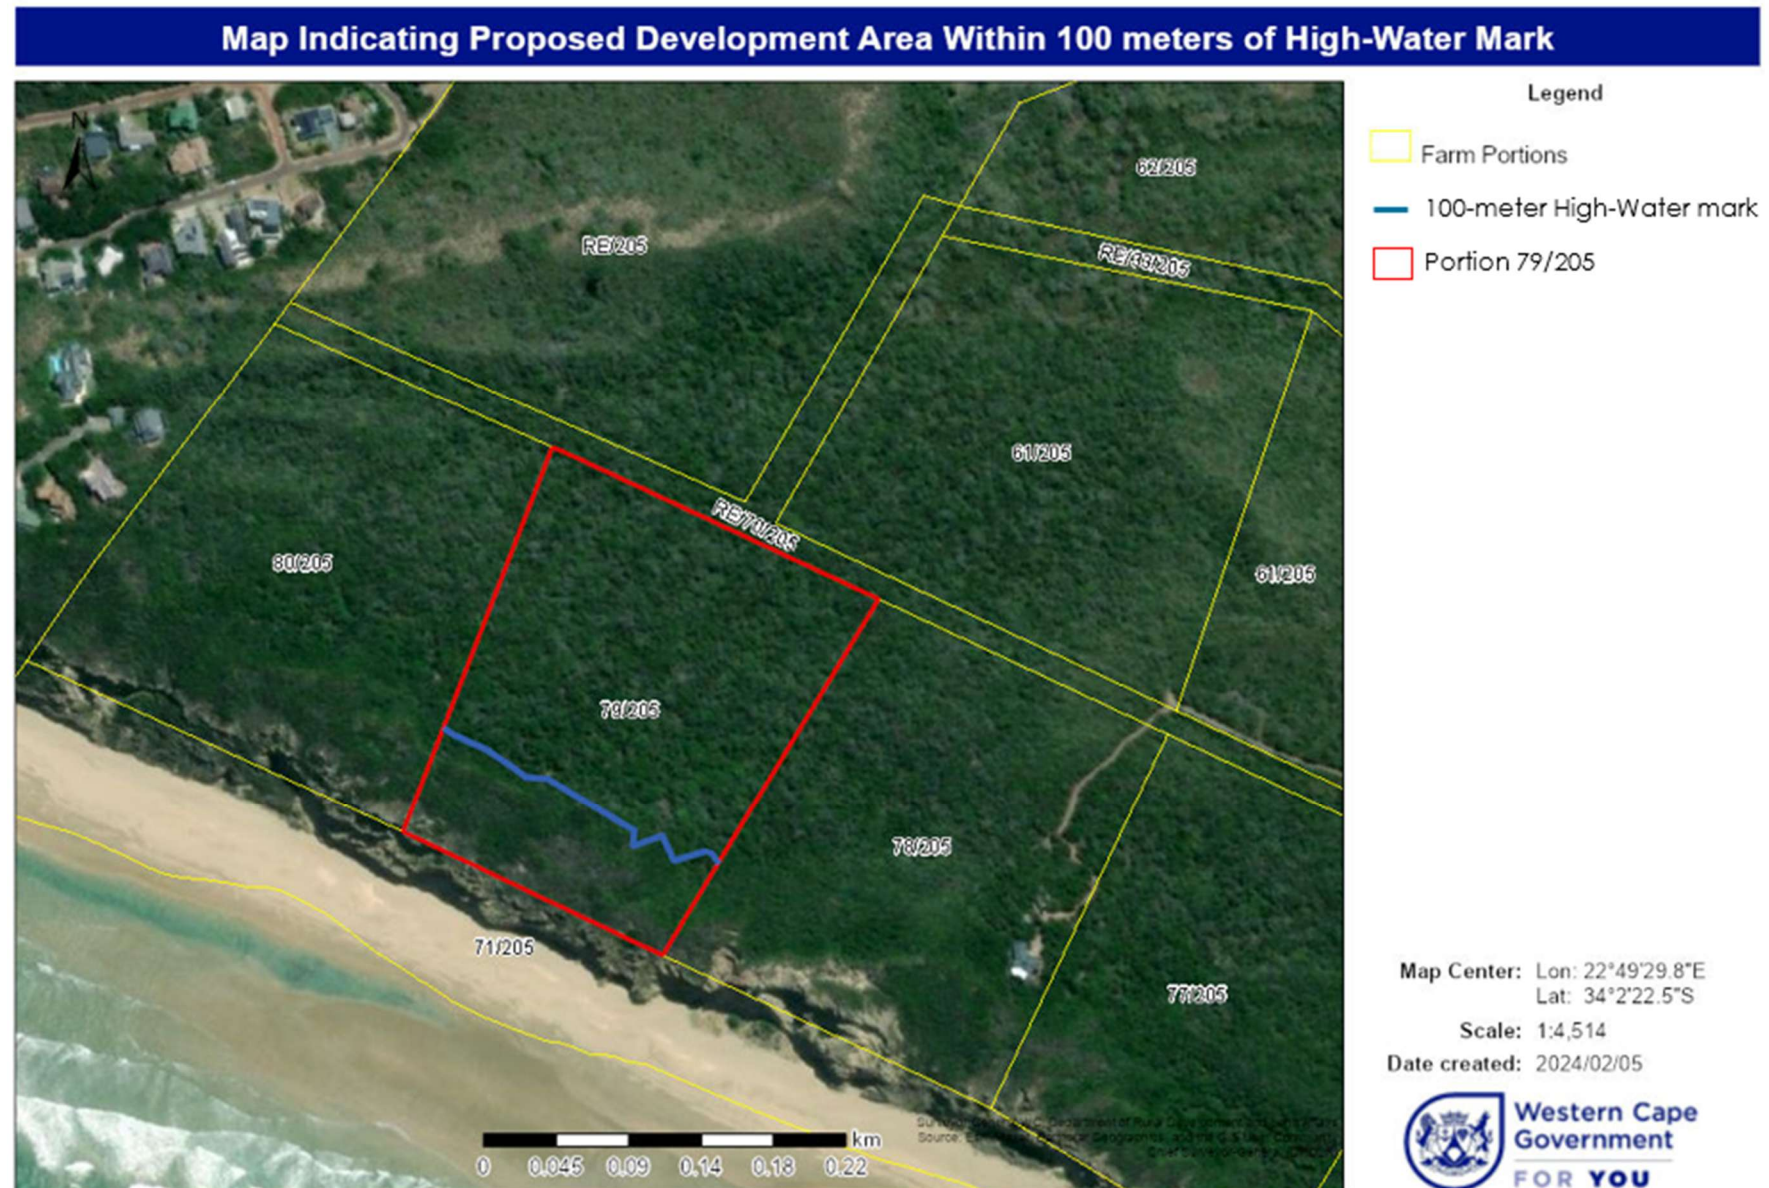 Map Indicating Proposed Development Area Within 100 meters of High-Water Mark
Legend
Farm Portions
100-meter High-Water mark
Portion 79/205
N
62/205
RE/205
RE/33/205
61/205
RE/70/205
80/205
61/205
79/205
78/205
71/205
77/205
Map Center: Lon: 22°49'29.8"E
Lat: 34°2'22.5"S
Scale: 1:4,514
Date created: 2024/02/05
Western Cape
Government
FOR YOU
km
0 0.045 0.09 0.14 0.18 0.22